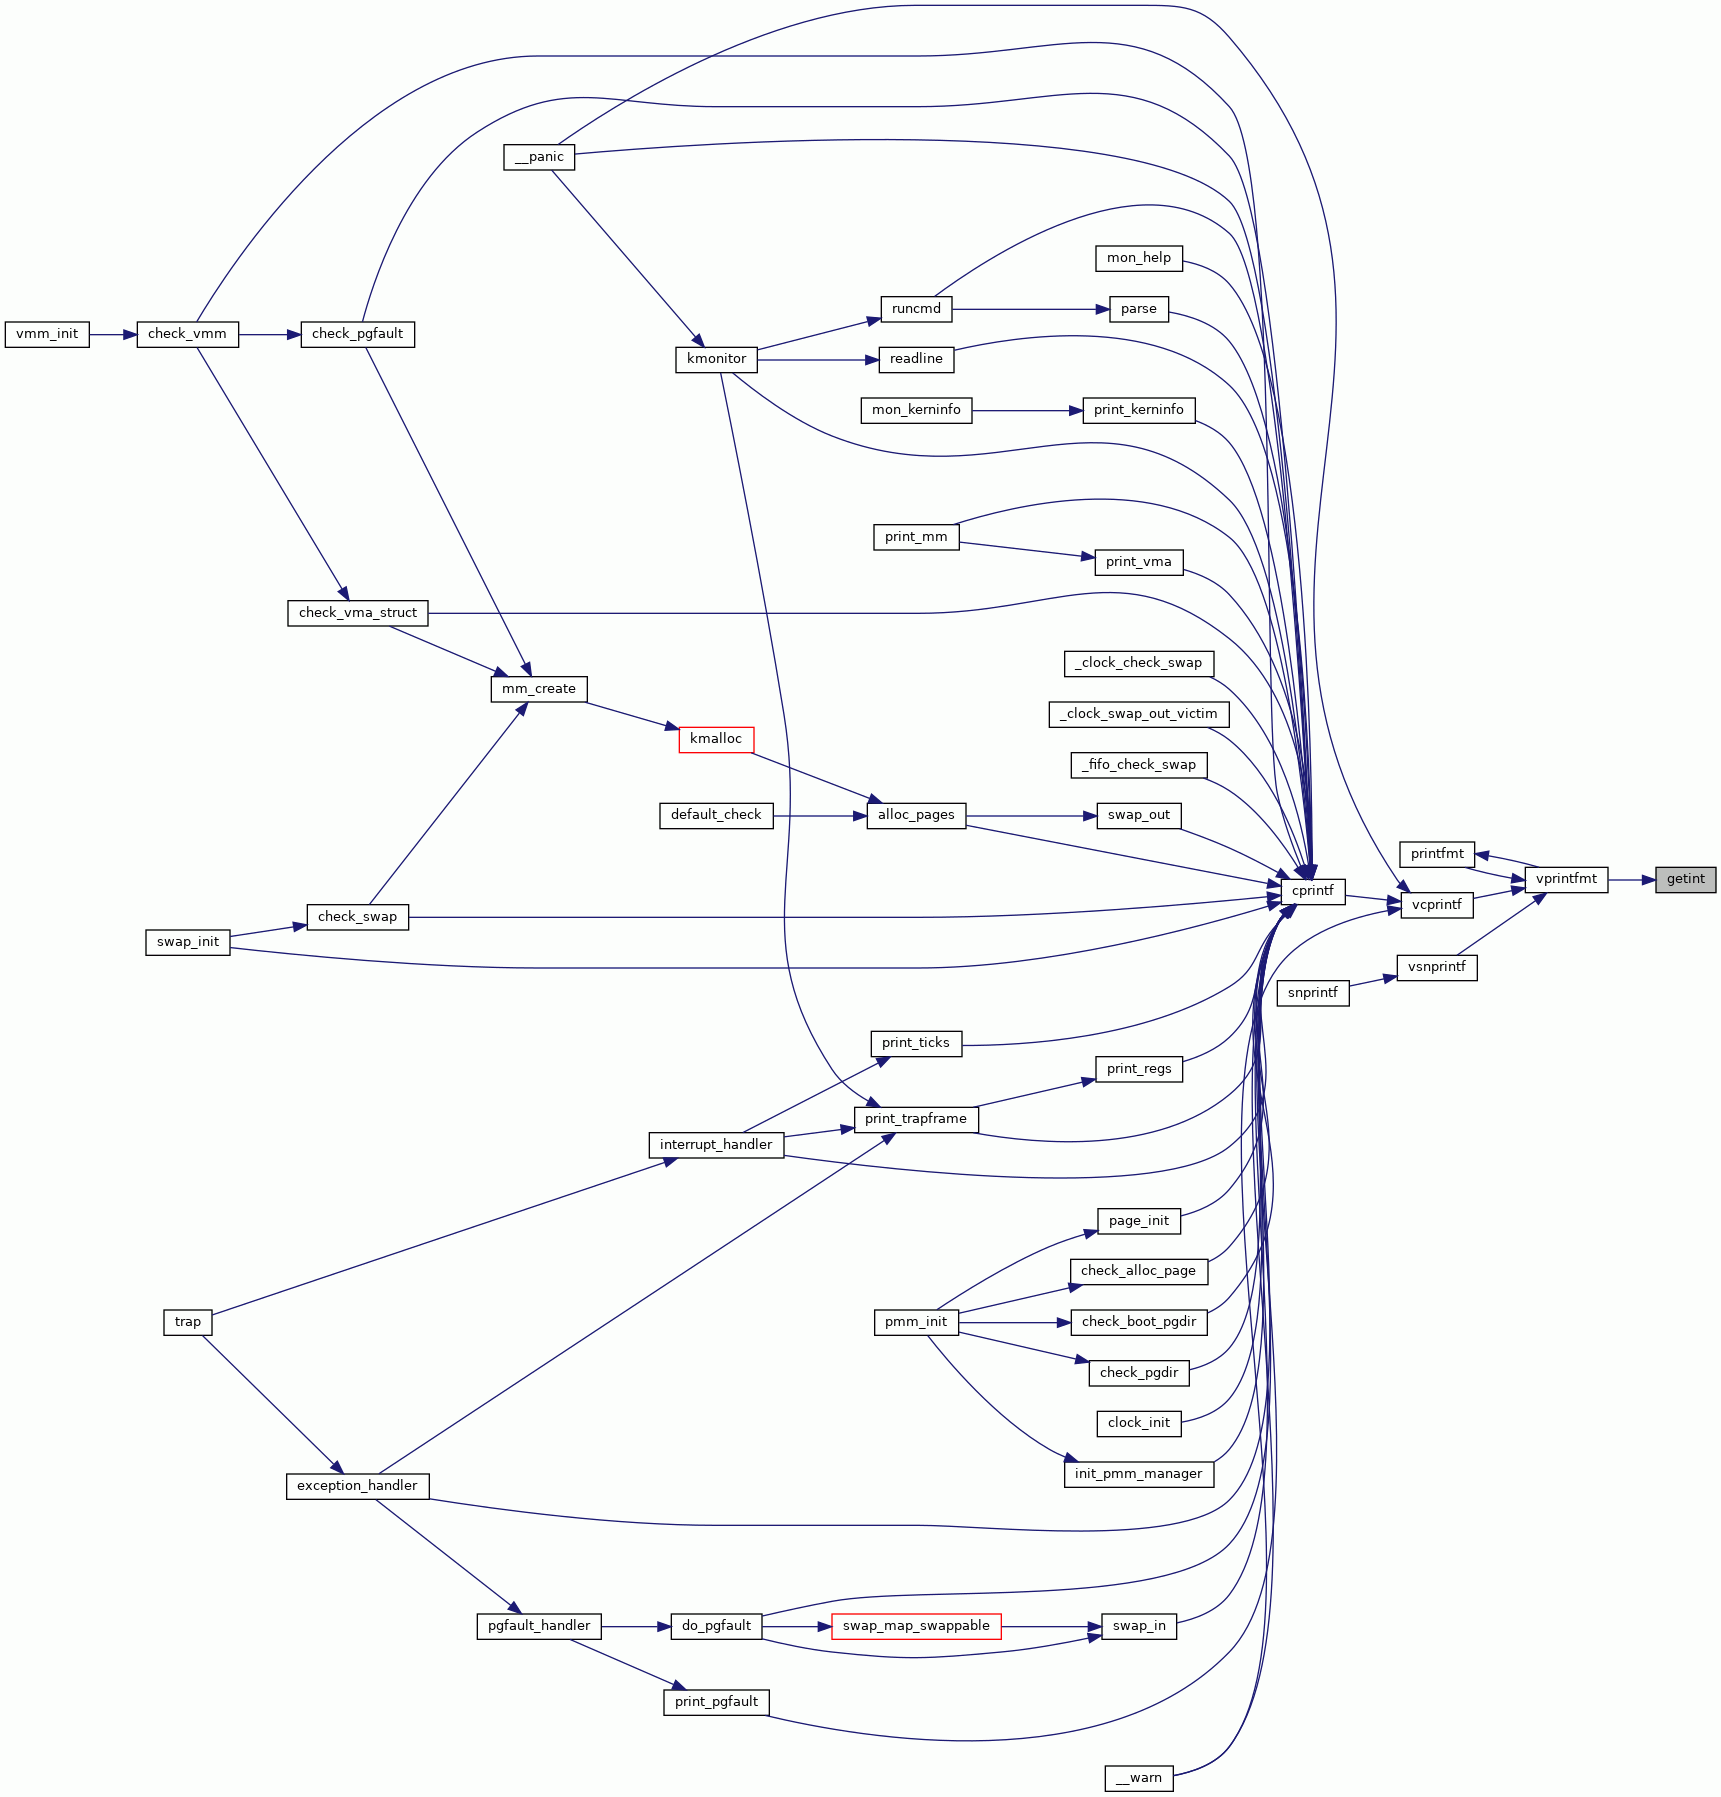 __panic
mon_help
runcmd
parse
vmm_init
check_vmm
check_pgfault
kmonitor
readline
mon_kerninfo
print_kerninfo
print_mm
print_vma
check_vma_struct
_clock_check_swap
mm_create
_clock_swap_out_victim
kmalloc
_fifo_check_swap
default_check
alloc_pages
swap_out
printfmt
vprintfmt
getint
cprintf
vcprintf
check_swap
swap_init
vsnprintf
snprintf
print_ticks
print_regs
print_trapframe
interrupt_handler
page_init
check_alloc_page
trap
pmm_init
check_boot_pgdir
check_pgdir
clock_init
init_pmm_manager
exception_handler
pgfault_handler
do_pgfault
swap_map_swappable
swap_in
print_pgfault
__warn